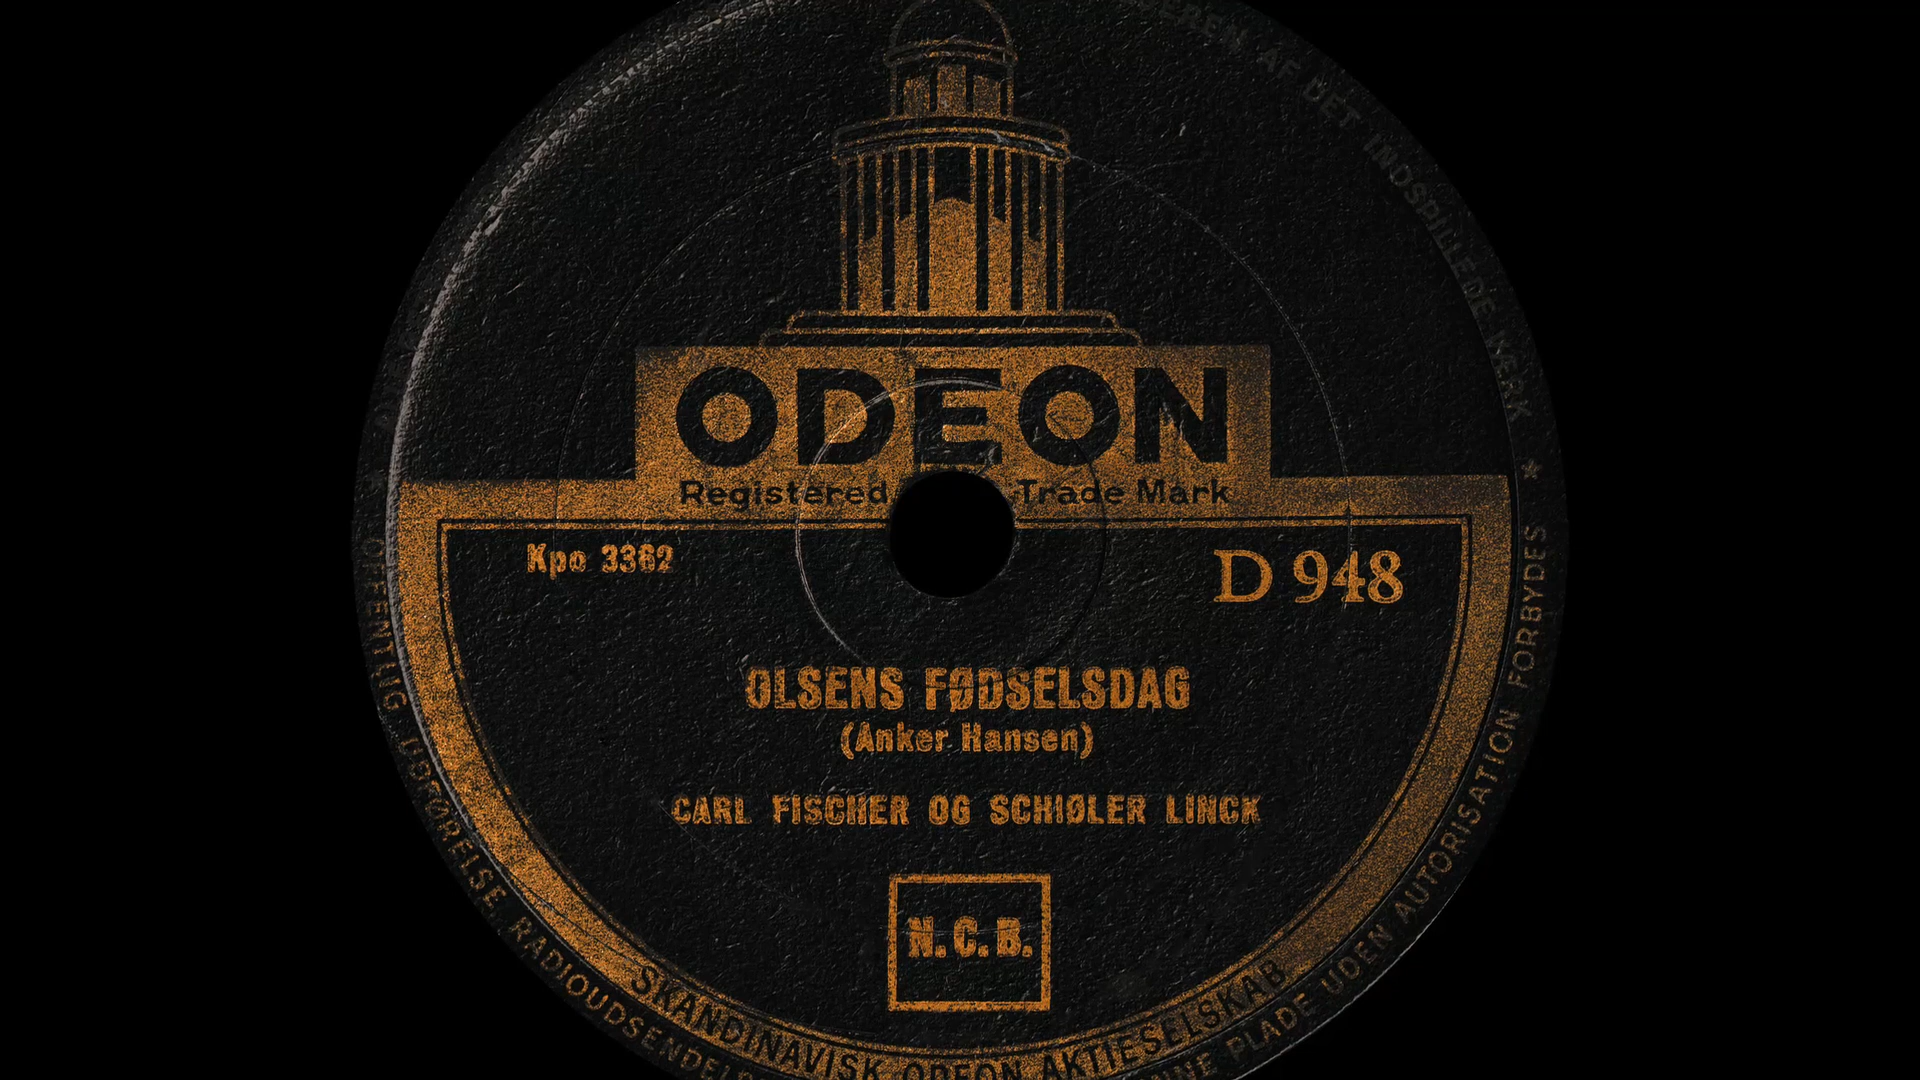 ODEON
Registered Trade Mark
Kpo 3362
D 948
OLSENS FØDSELSDAG
(Anker Hansen)
CARL FISCHER OG SCHIØLER LINCK
N.C.B.
SKANDINAVISK ODEON AKTIESELSKAB
AF DET INDSPILLEDE VÆRK * OFFENTLIG UDFØRELSE, RADIOUDSENDELSE
PLADE UDEN AUTORISATION FORBYDES *